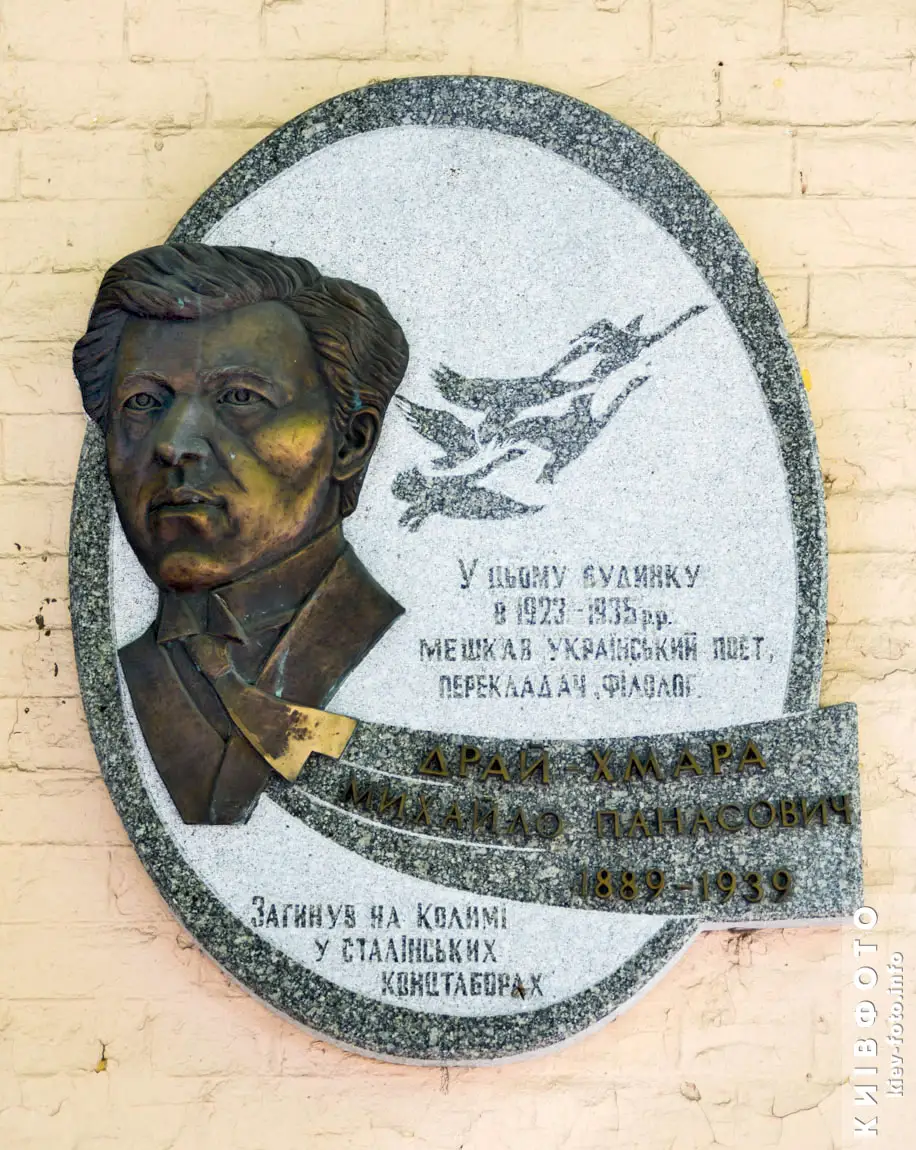 У цьому будинку
в 1923-1935 р.р.
мешкав український поет,
перекладач, філолог.
ДРАЙ-ХМАРА
МИХАЙЛО ПАНАСОВИЧ
1889-1939
Загинув на Колимі
у сталінських
концтаборах
КИІВФОТО
kiev-foto.info